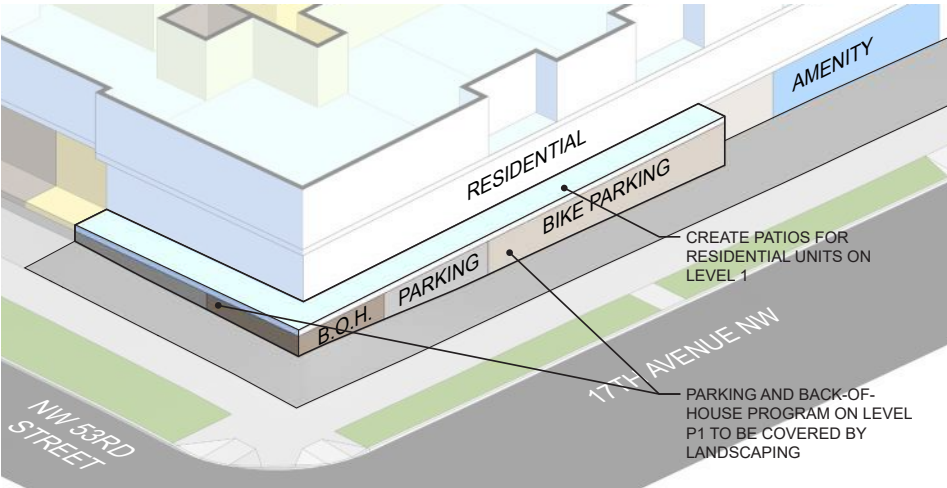 AMENITY
RESIDENTIAL
BIKE PARKING
PARKING
B.O.H.
CREATE PATIOS FOR
RESIDENTIAL UNITS ON
LEVEL 1
17TH AVENUE NW
PARKING AND BACK-OF-
HOUSE PROGRAM ON LEVEL
P1 TO BE COVERED BY
LANDSCAPING
NW 53RD
STREET